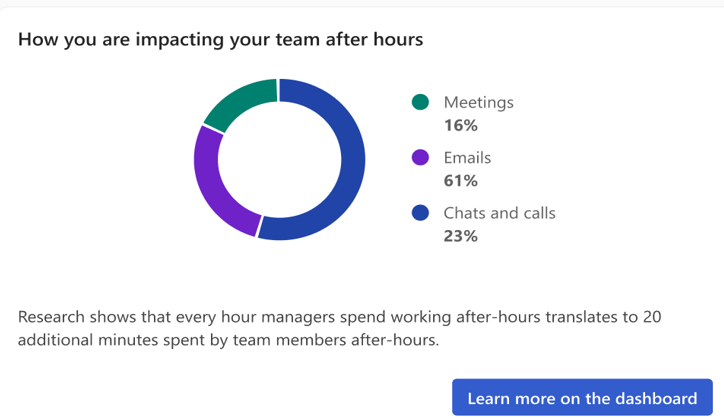 How you are impacting your team after hours
Meetings
16%
Emails
61%
Chats and calls
23%
Research shows that every hour managers spend working after-hours translates to 20
additional minutes spent by team members after-hours.
Learn more on the dashboard